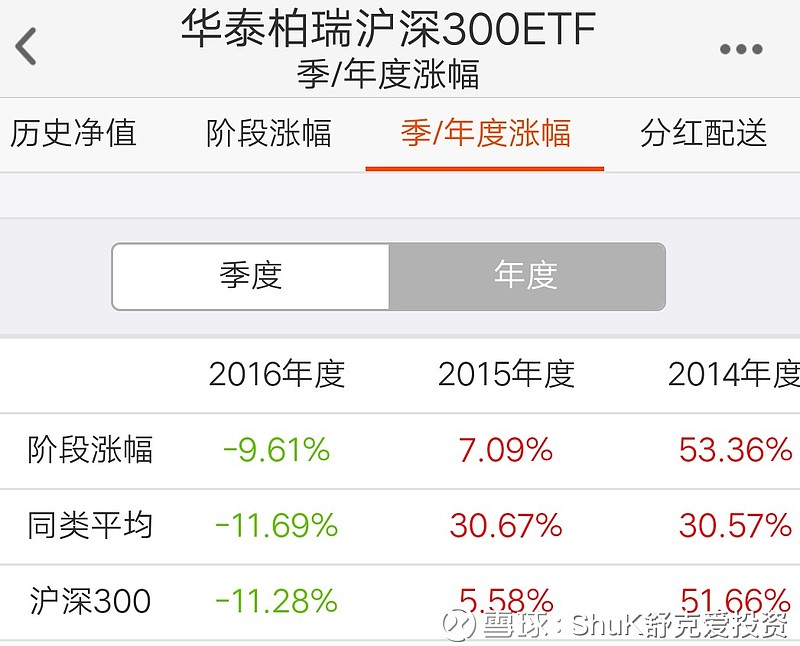 华泰柏瑞沪深300ETF
季/年度涨幅
历史净值 阶段涨幅 季/年度涨幅 分红配送
季度 年度
2016年度 2015年度 2014年度
阶段涨幅 -9.61% 7.09% 53.36%
同类平均 -11.69% 30.67% 30.57%
沪深300 -11.28% 5.58% 51.66%
雪球:ShuK舒克爱投资